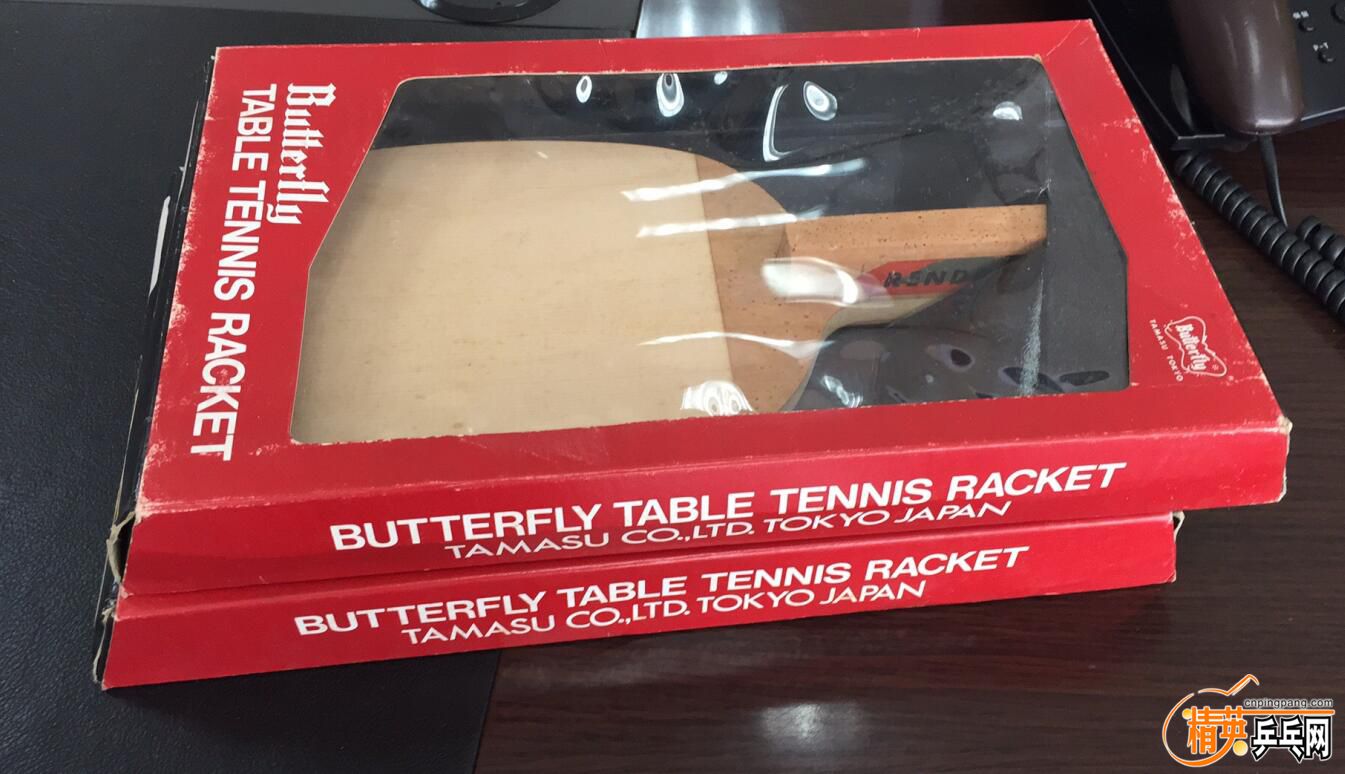 Butterfly
TABLE TENNIS RACKET
Butterfly
TAMASU TOKYO
BUTTERFLY TABLE TENNIS RACKET
TAMASU CO.,LTD. TOKYO JAPAN
BUTTERFLY TABLE TENNIS RACKET
TAMASU CO.,LTD. TOKYO JAPAN
cnpingpang.com
精英乒乓网